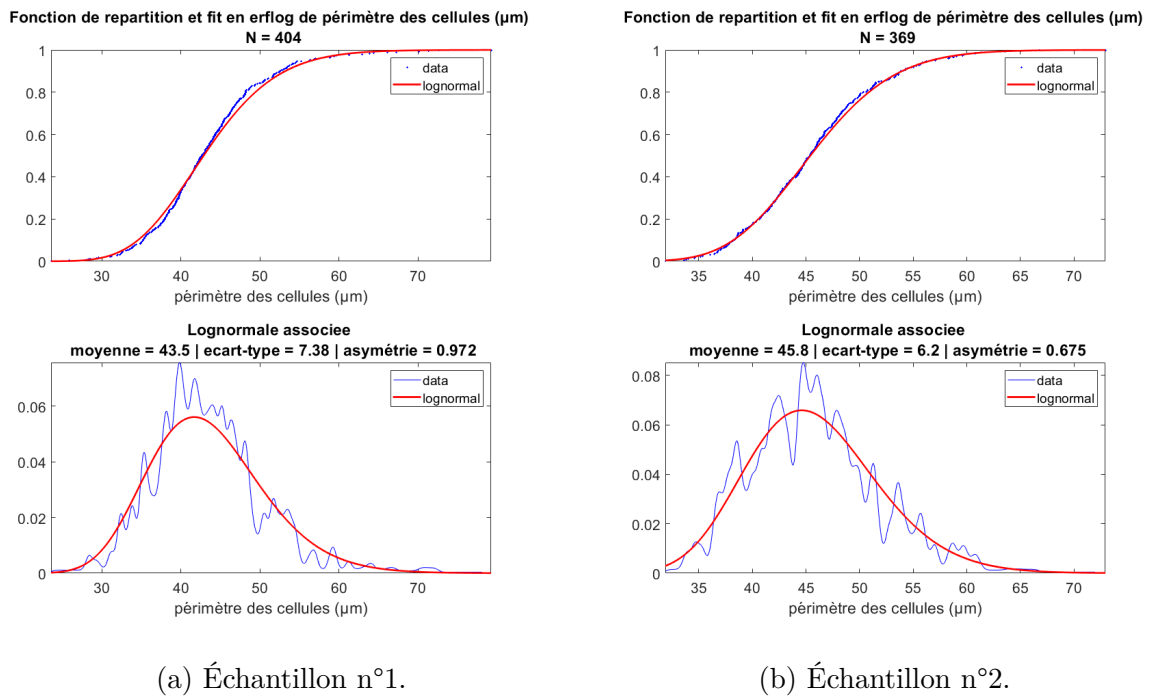 Fonction de repartition et fit en erflog de périmètre des cellules (µm)
N = 404
1
0.8
0.6
0.4
0.2
0
data
lognormal
30 40 50 60 70
périmètre des cellules (µm)
Lognormale associee
moyenne = 43.5 | ecart-type = 7.38 | asymétrie = 0.972
0.06
0.04
0.02
0
data
lognormal
30 40 50 60 70
périmètre des cellules (µm)
(a) Échantillon n°1.
Fonction de repartition et fit en erflog de périmètre des cellules (µm)
N = 369
1
0.8
0.6
0.4
0.2
0
data
lognormal
35 40 45 50 55 60 65 70
périmètre des cellules (µm)
Lognormale associee
moyenne = 45.8 | ecart-type = 6.2 | asymétrie = 0.675
0.08
0.06
0.04
0.02
0
data
lognormal
35 40 45 50 55 60 65 70
périmètre des cellules (µm)
(b) Échantillon n°2.